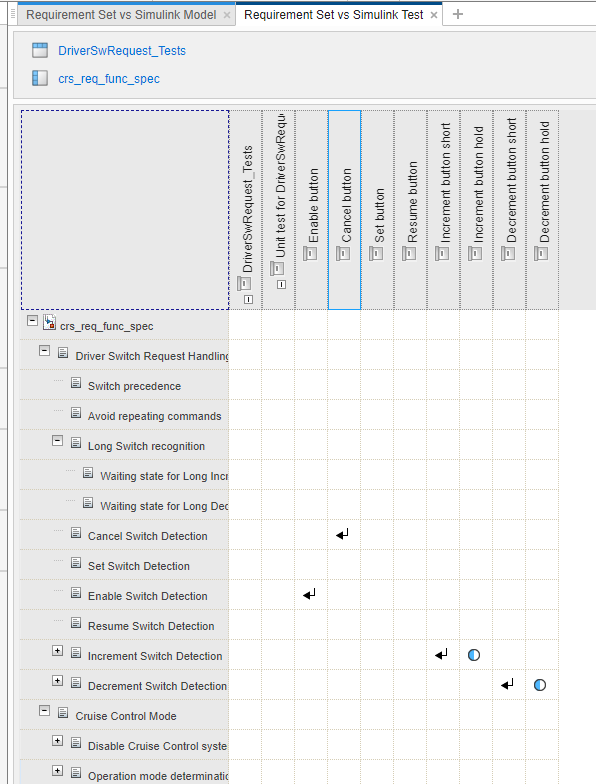 Requirement Set vs Simulink Model × Requirement Set vs Simulink Test × +
DriverSwRequest_Tests
crs_req_func_spec
DriverSwRequest_Tests
Unit test for DriverSwRequ
Enable button
Cancel button
Set button
Resume button
Increment button short
Increment button hold
Decrement button short
Decrement button hold
crs_req_func_spec
Driver Switch Request Handling
Switch precedence
Avoid repeating commands
Long Switch recognition
Waiting state for Long Incr
Waiting state for Long Dec
Cancel Switch Detection
Set Switch Detection
Enable Switch Detection
Resume Switch Detection
Increment Switch Detection
Decrement Switch Detection
Cruise Control Mode
Disable Cruise Control syste
Operation mode determinatio